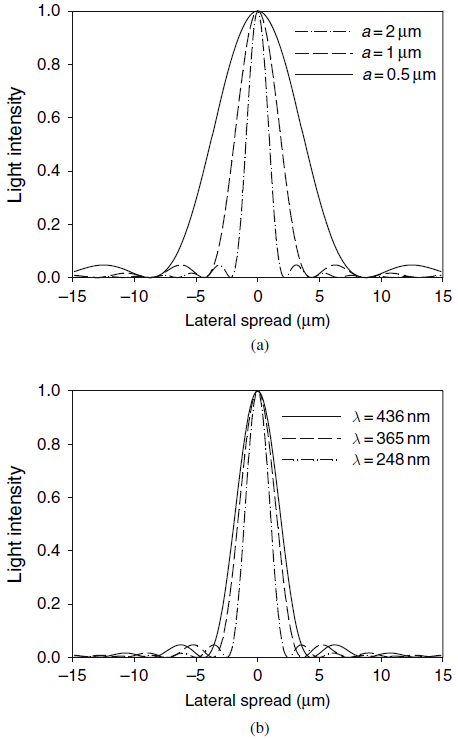 1.0
a = 2 μm
a = 1 μm
0.8
a = 0.5 μm
0.6
0.4
0.2
0.0
Light intensity
−15 −10 −5 0 5 10 15
Lateral spread (μm)
(a)
1.0
λ = 436 nm
0.8
λ = 365 nm
λ = 248 nm
0.6
0.4
0.2
0.0
Light intensity
−15 −10 −5 0 5 10 15
Lateral spread (μm)
(b)